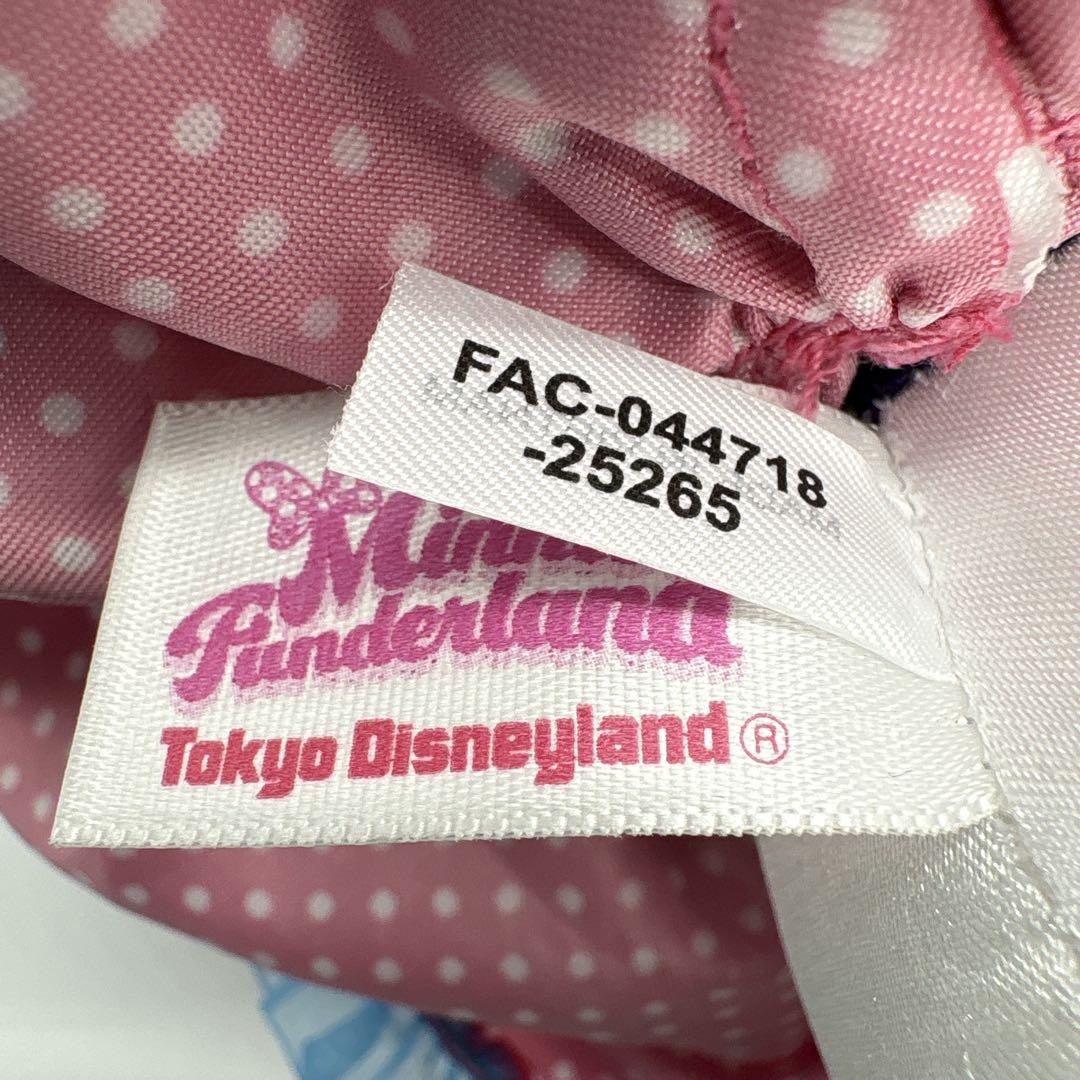 FAC-044718
-25265
Funderland
Tokyo Disneyland®